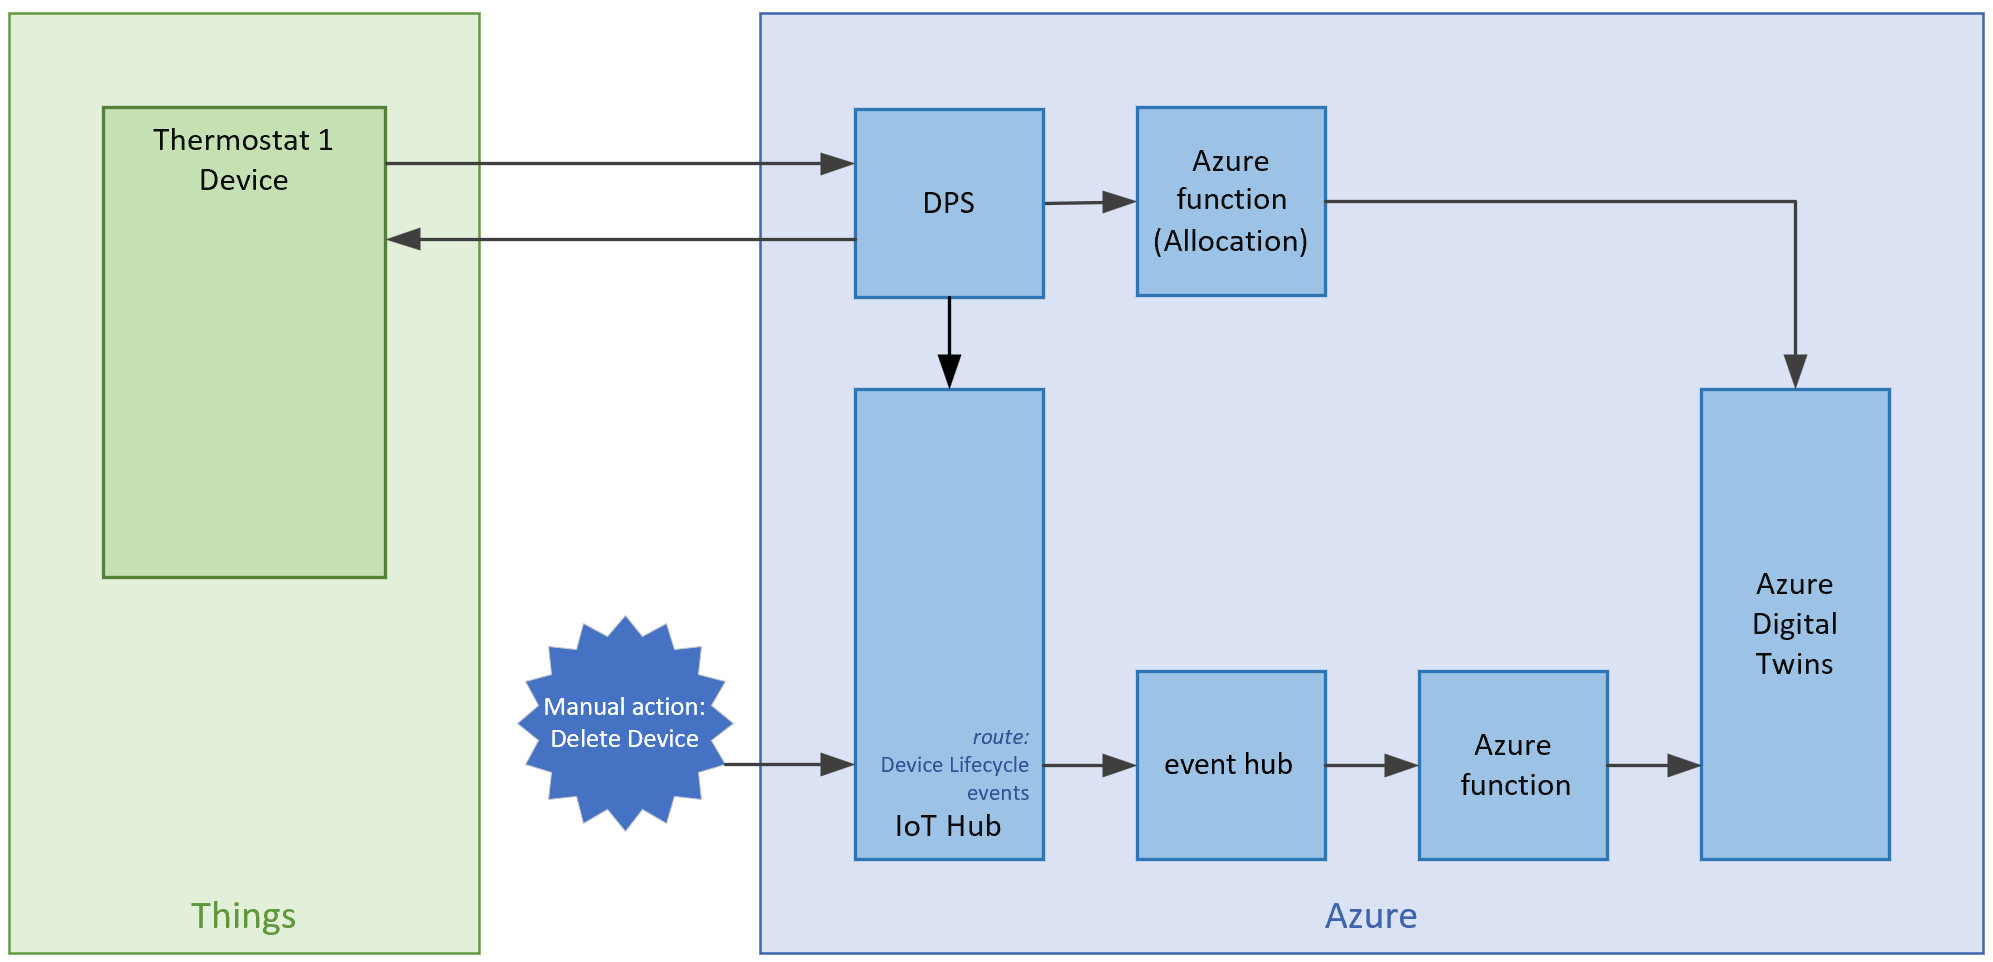 Thermostat 1
Device
DPS
Azure
function
(Allocation)
Manual action:
Delete Device
route:
Device Lifecycle
events
IoT Hub
event hub
Azure
function
Azure
Digital
Twins
Things
Azure